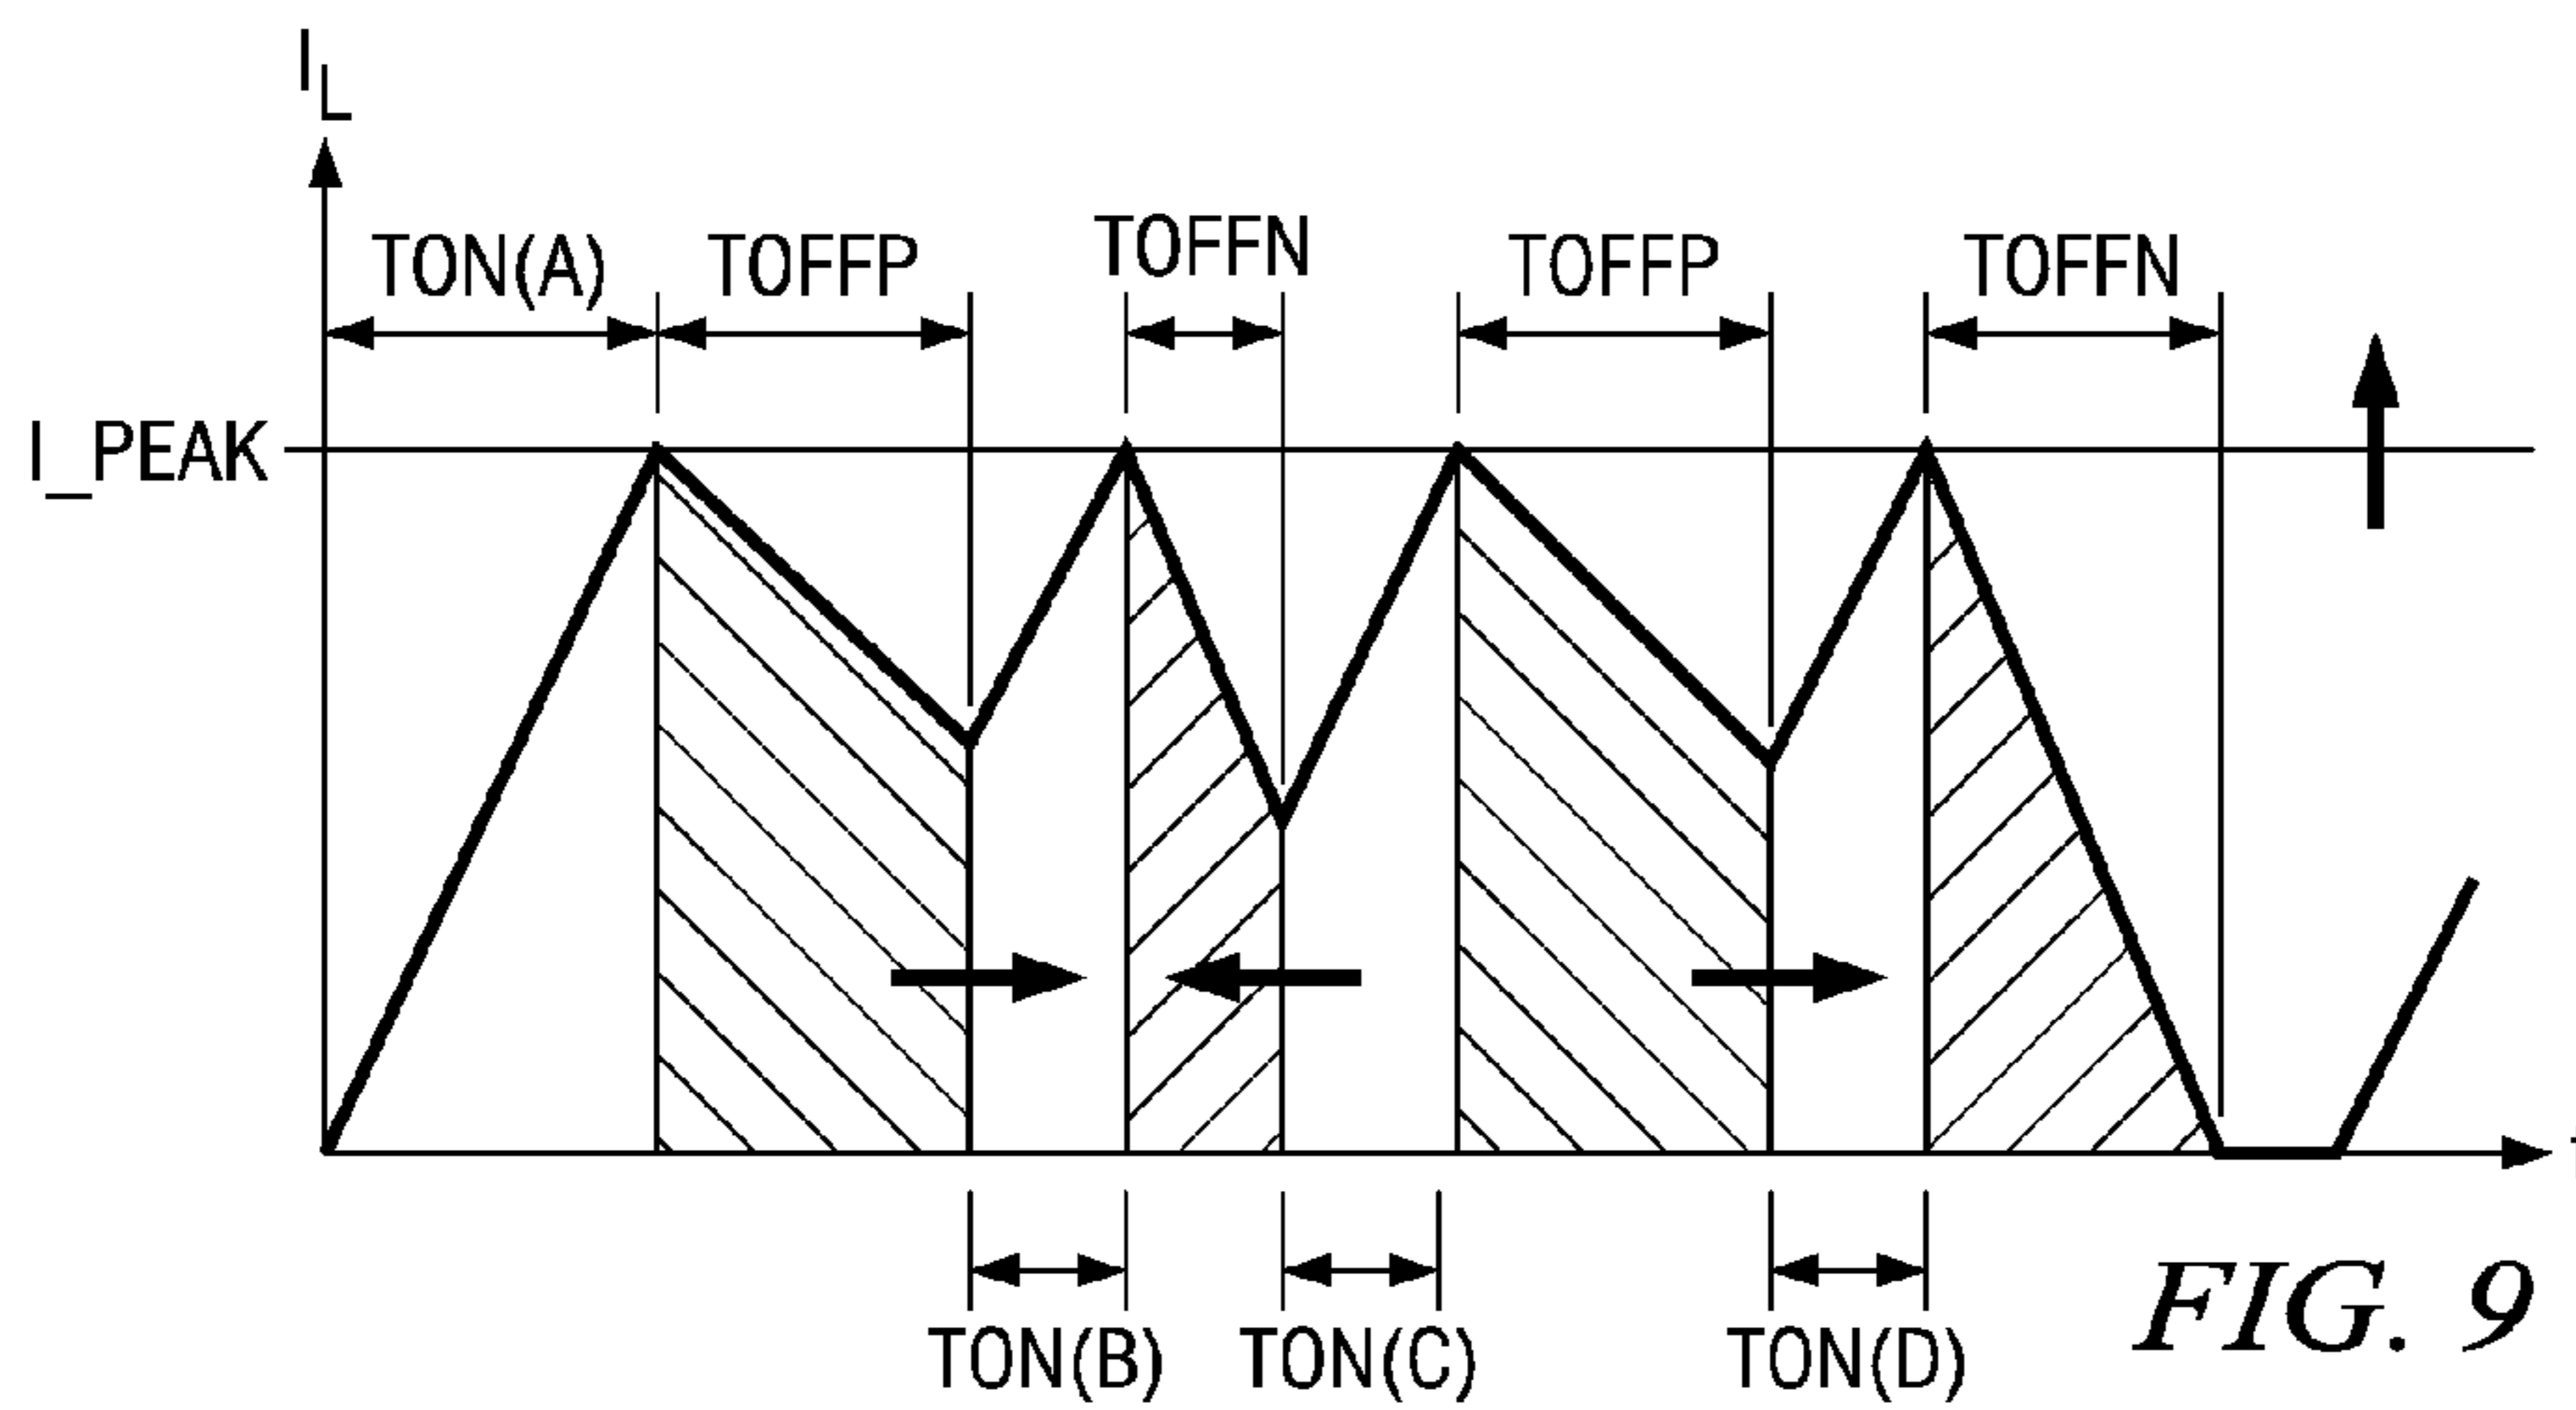 I_L
TON(A)
TOFFP
TOFFN
TOFFP
TOFFN
I_PEAK
TON(B)
TON(C)
TON(D)
FIG. 9